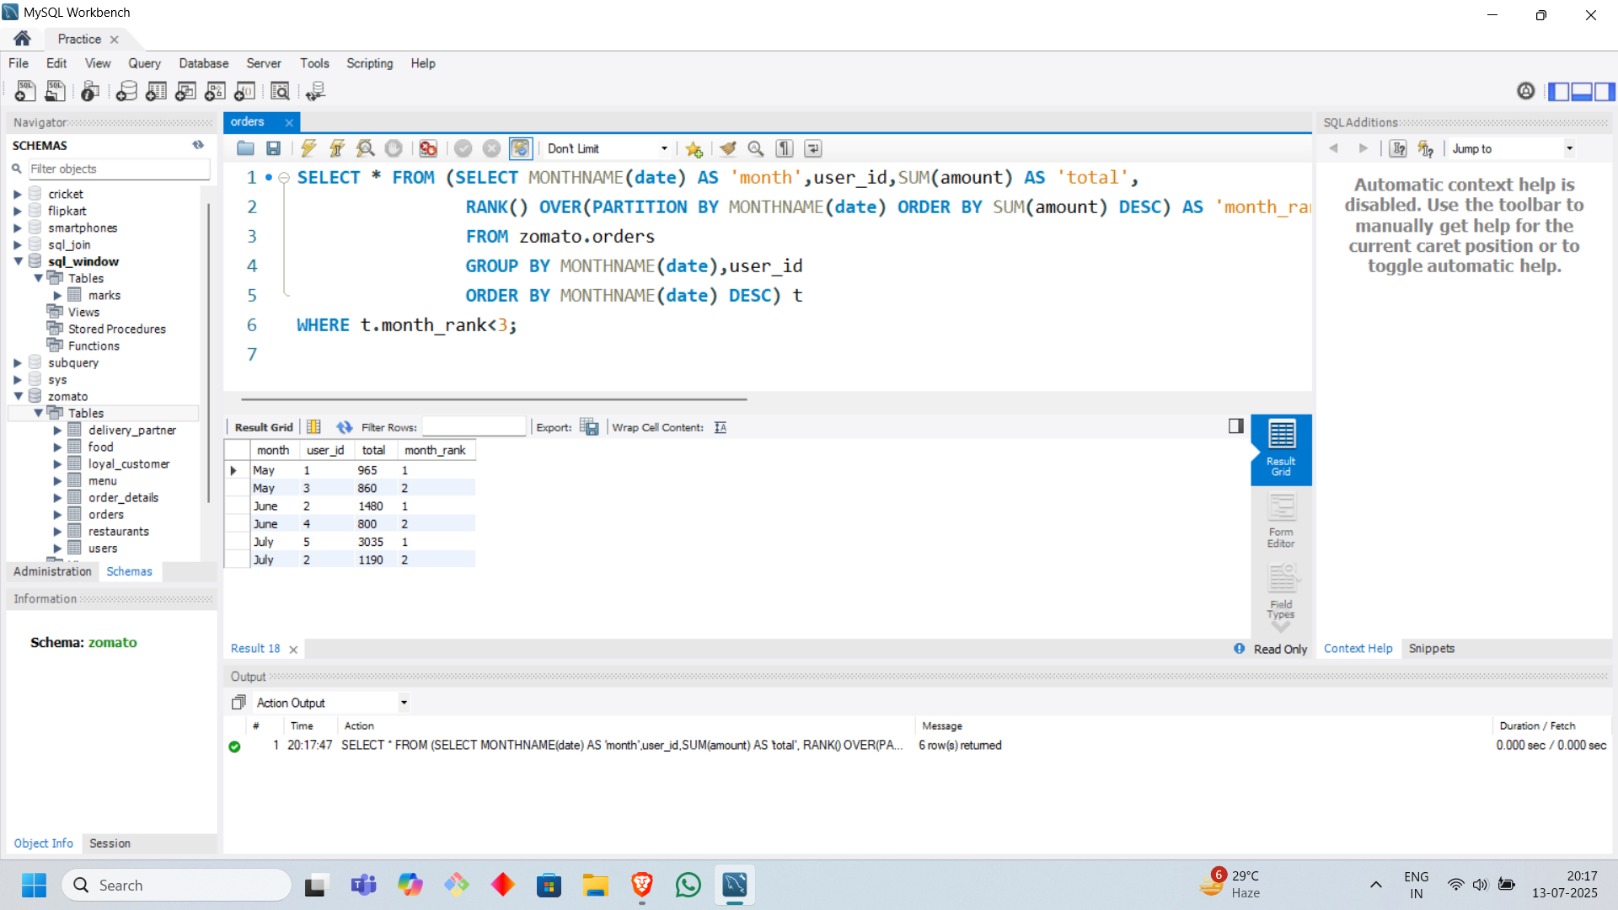 MySQL Workbench
Practice
File Edit View Query Database Server Tools Scripting Help
Navigator
SCHEMAS
Filter objects
cricket
flipkart
smartphones
sql_join
sql_window
Tables
marks
Views
Stored Procedures
Functions
subquery
sys
zomato
Tables
delivery_partner
food
loyal_customer
menu
order_details
orders
restaurants
users
Administration Schemas
Information
Schema: zomato
Object Info Session
orders
Don't Limit
1 SELECT * FROM (SELECT MONTHNAME(date) AS 'month',user_id,SUM(amount) AS 'total',
2 RANK() OVER(PARTITION BY MONTHNAME(date) ORDER BY SUM(amount) DESC) AS 'month_ra
3 FROM zomato.orders
4 GROUP BY MONTHNAME(date),user_id
5 ORDER BY MONTHNAME(date) DESC) t
6 WHERE t.month_rank<3;
7
Result Grid Filter Rows: Export: Wrap Cell Content:
month user_id total month_rank
May 1 965 1
May 3 860 2
June 2 1480 1
June 4 800 2
July 5 3035 1
July 2 1190 2
Result
Grid
Form
Editor
Field
Types
Result 18
Read Only
SQLAdditions
Jump to
Automatic context help is
disabled. Use the toolbar to
manually get help for the
current caret position or to
toggle automatic help.
Context Help Snippets
Output
Action Output
# Time Action Message Duration / Fetch
1 20:17:47 SELECT * FROM (SELECT MONTHNAME(date) AS 'month',user_id,SUM(amount) AS 'total', RANK() OVER(PA... 6 row(s) returned 0.000 sec / 0.000 sec
Search
6
29°C
Haze
ENG
IN
20:17
13-07-2025